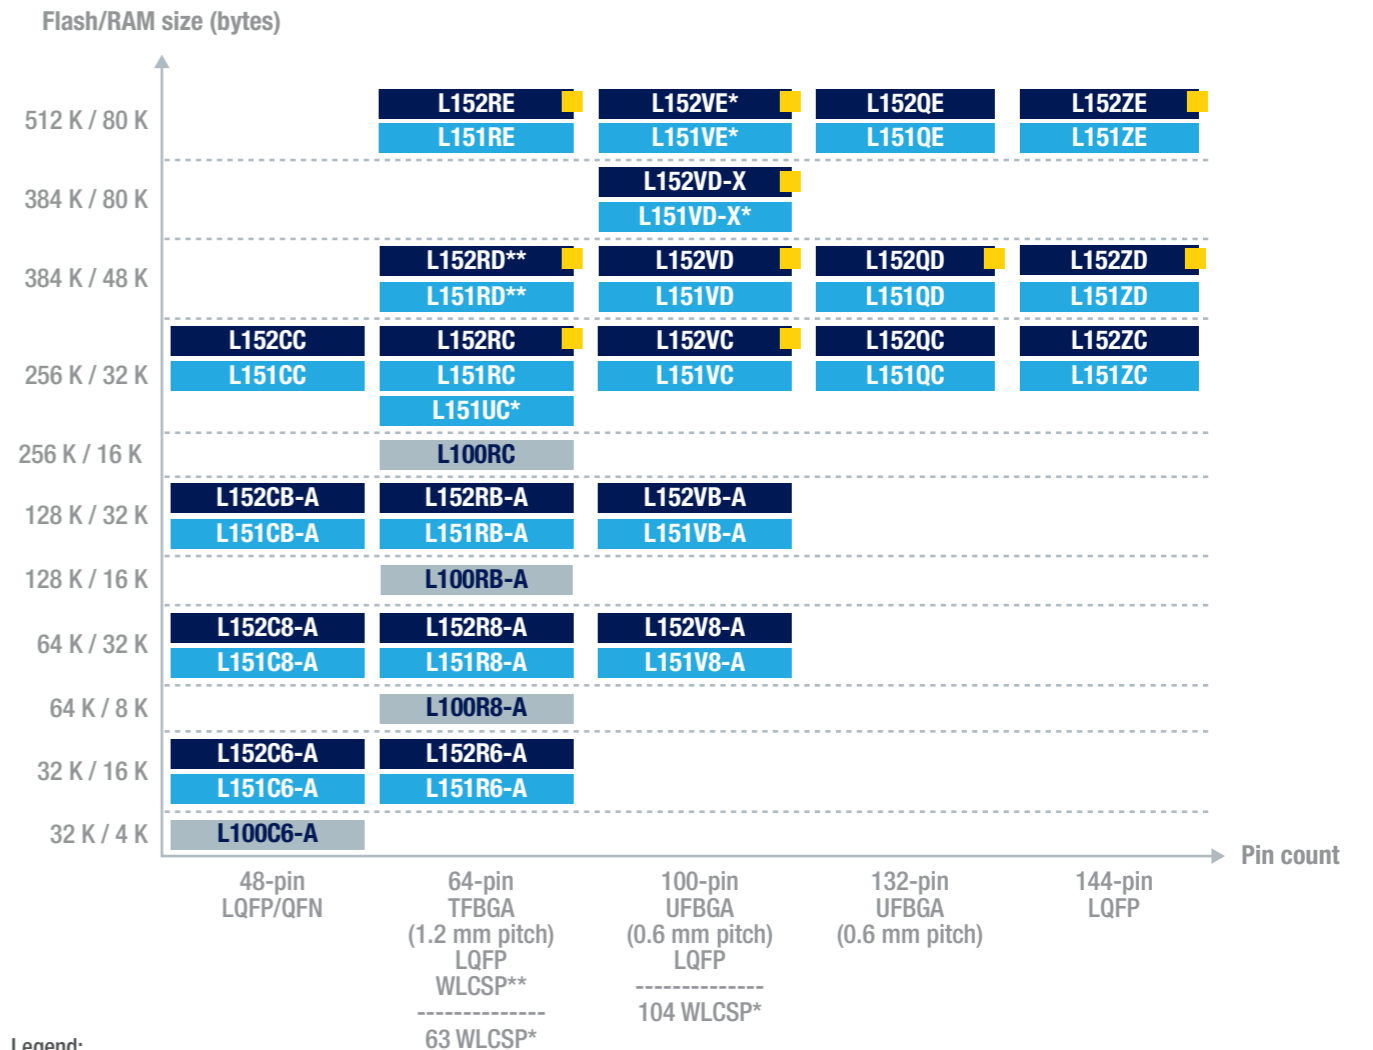 Flash/RAM size (bytes)
512 K / 80 K
L152RE
L152VE*
L152QE
L152ZE
L151RE
L151VE*
L151QE
L151ZE
384 K / 80 K
L152VD-X
L151VD-X*
384 K / 48 K
L152RD**
L152VD
L152QD
L152ZD
L151RD**
L151VD
L151QD
L151ZD
256 K / 32 K
L152CC
L152RC
L152VC
L152QC
L152ZC
L151CC
L151RC
L151VC
L151QC
L151ZC
L151UC*
256 K / 16 K
L100RC
128 K / 32 K
L152CB-A
L152RB-A
L152VB-A
L151CB-A
L151RB-A
L151VB-A
128 K / 16 K
L100RB-A
64 K / 32 K
L152C8-A
L152R8-A
L152V8-A
L151C8-A
L151R8-A
L151V8-A
64 K / 8 K
L100R8-A
32 K / 16 K
L152C6-A
L152R6-A
L151C6-A
L151R6-A
32 K / 4 K
L100C6-A
Pin count
48-pin
LQFP/QFN
64-pin
TFBGA
(1.2 mm pitch)
LQFP
WLCSP**
---------------
63 WLCSP*
100-pin
UFBGA
(0.6 mm pitch)
LQFP
---------------
104 WLCSP*
132-pin
UFBGA
(0.6 mm pitch)
144-pin
LQFP
Legend: